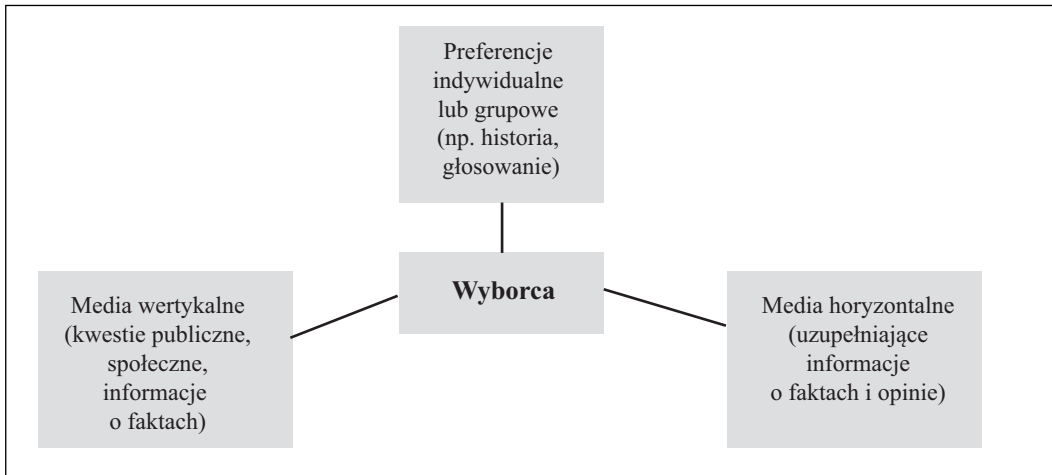 Preferencje
indywidualne
lub grupowe
(np. historia,
głosowanie)
Wyborca
Media wertykalne
(kwestie publiczne,
społeczne,
informacje
o faktach)
Media horyzontalne
(uzupełniające
informacje
o faktach i opinie)